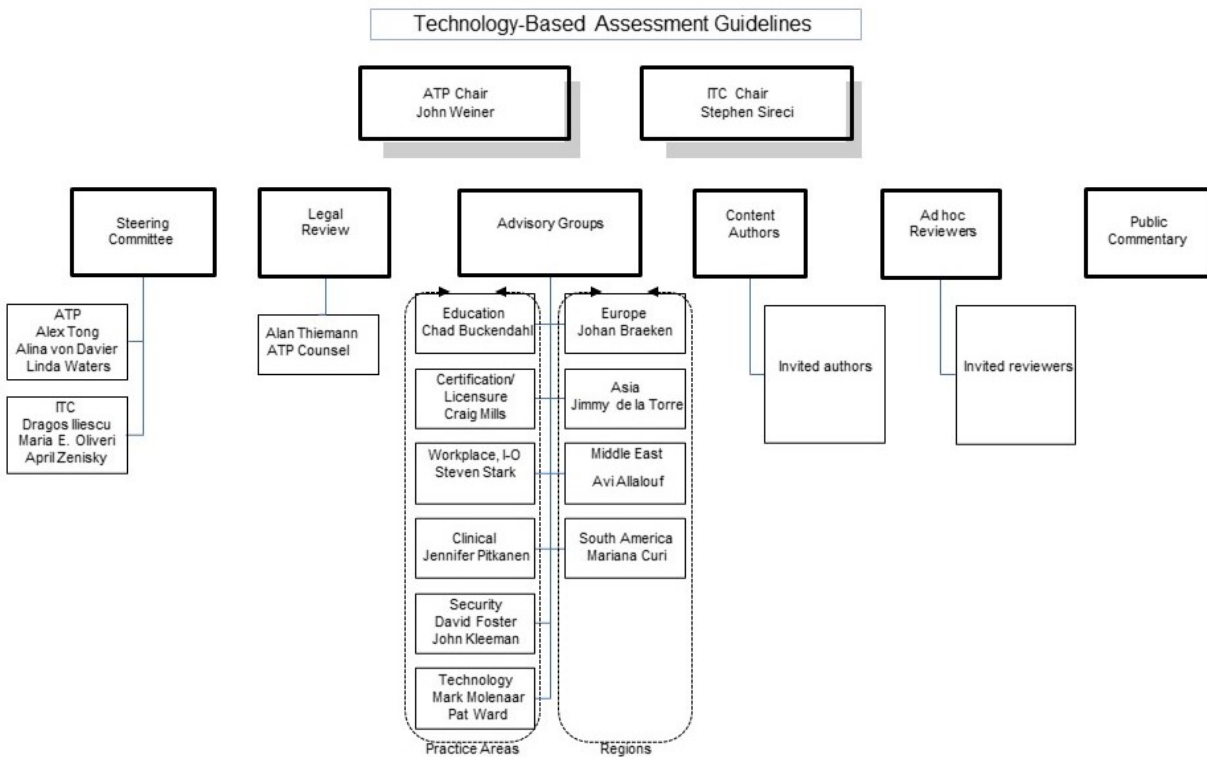 Technology-Based Assessment Guidelines
ATP Chair
John Weiner
ITC Chair
Stephen Sireci
Steering
Committee
Legal
Review
Advisory Groups
Content
Authors
Ad hoc
Reviewers
Public
Commentary
ATP
Alex Tong
Alina von Davier
Linda Waters
ITC
Dragos Iliescu
Maria E. Oliveri
April Zenisky
Alan Thiemann
ATP Counsel
Education
Chad Buckendahl
Certification/
Licensure
Craig Mills
Workplace, I-O
Steven Stark
Clinical
Jennifer Pitkanen
Security
David Foster
John Kleeman
Technology
Mark Molenaar
Pat Ward
Practice Areas
Europe
Johan Braeken
Asia
Jimmy de la Torre
Middle East
Avi Allalouf
South America
Mariana Curi
Regions
Invited authors
Invited reviewers